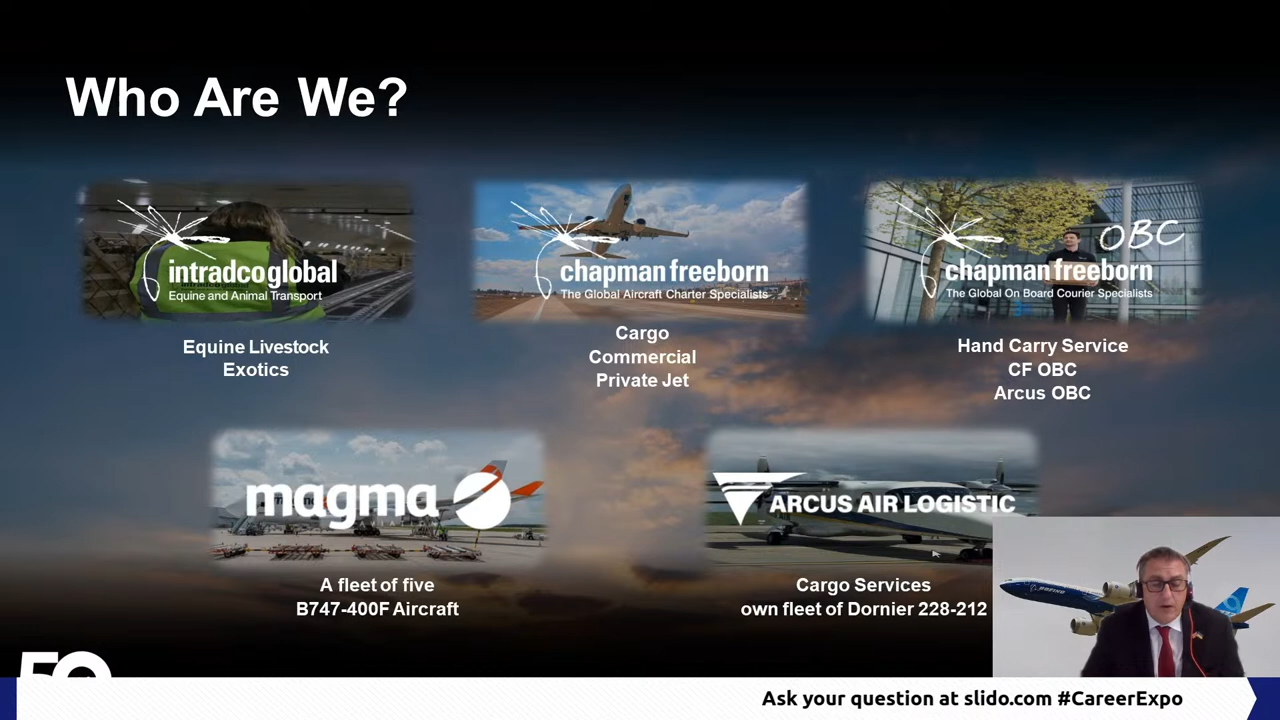 Who Are We?
intradcoglobal
Equine and Animal Transport
Equine Livestock
Exotics
chapman freeborn
The Global Aircraft Charter Specialists
Cargo
Commercial
Private Jet
OBC
chapman freeborn
The Global On Board Courier Specialists
Hand Carry Service
CF OBC
Arcus OBC
magma
A fleet of five
B747-400F Aircraft
ARCUS AIR LOGISTIC
Cargo Services
own fleet of Dornier 228-212
BOEING
50
Ask your question at slido.com #CareerExpo